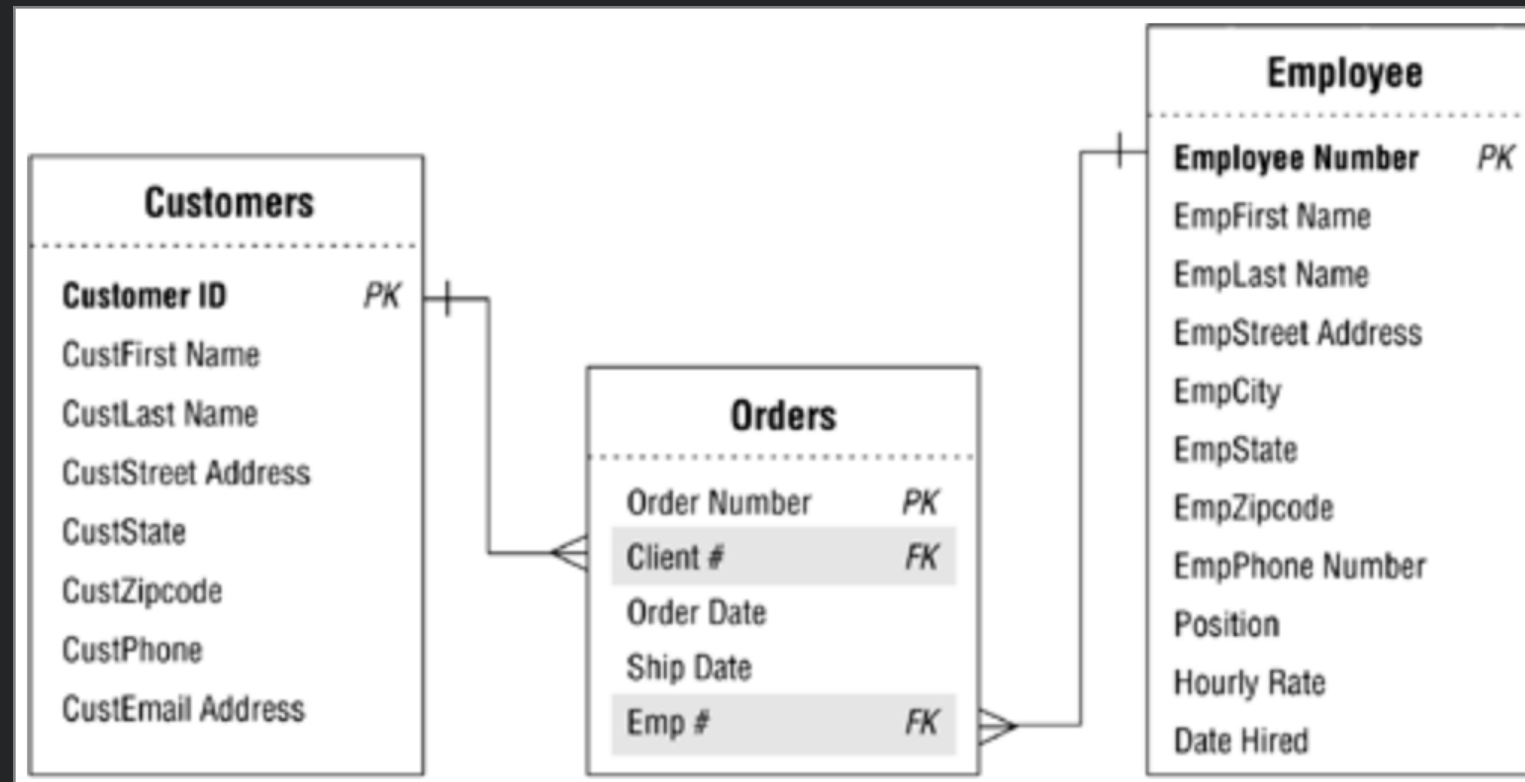 Customers
Customer ID PK
CustFirst Name
CustLast Name
CustStreet Address
CustState
CustZipcode
CustPhone
CustEmail Address
Orders
Order Number PK
Client # FK
Order Date
Ship Date
Emp # FK
Employee
Employee Number PK
EmpFirst Name
EmpLast Name
EmpStreet Address
EmpCity
EmpState
EmpZipcode
EmpPhone Number
Position
Hourly Rate
Date Hired